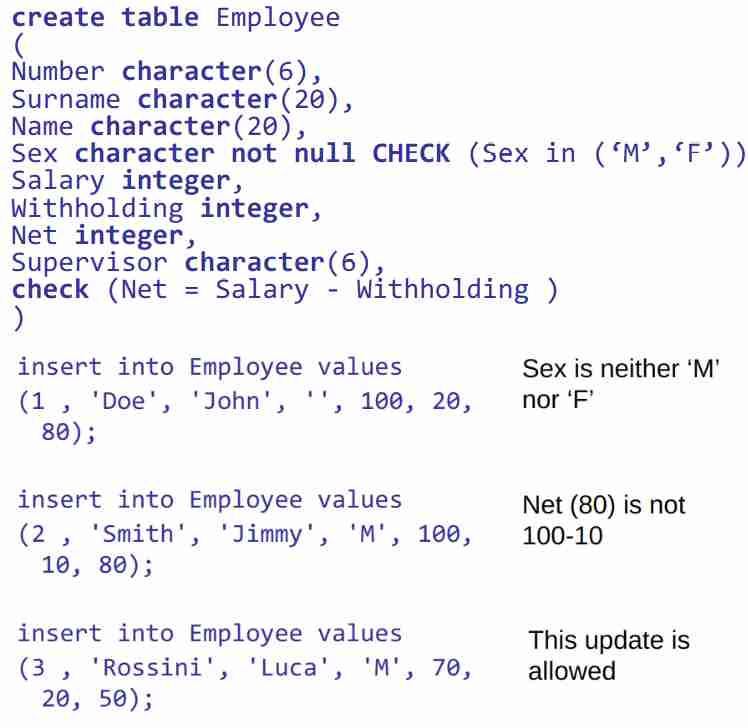 create table Employee
(
Number character(6),
Surname character(20),
Name character(20),
Sex character not null CHECK (Sex in (‘M’,‘F’))
Salary integer,
Withholding integer,
Net integer,
Supervisor character(6),
check (Net = Salary - Withholding )
)
insert into Employee values
(1 , 'Doe', 'John', '', 100, 20,
80);
Sex is neither ‘M’
nor ‘F’
insert into Employee values
(2 , 'Smith', 'Jimmy', 'M', 100,
10, 80);
Net (80) is not
100-10
insert into Employee values
(3 , 'Rossini', 'Luca', 'M', 70,
20, 50);
This update is
allowed